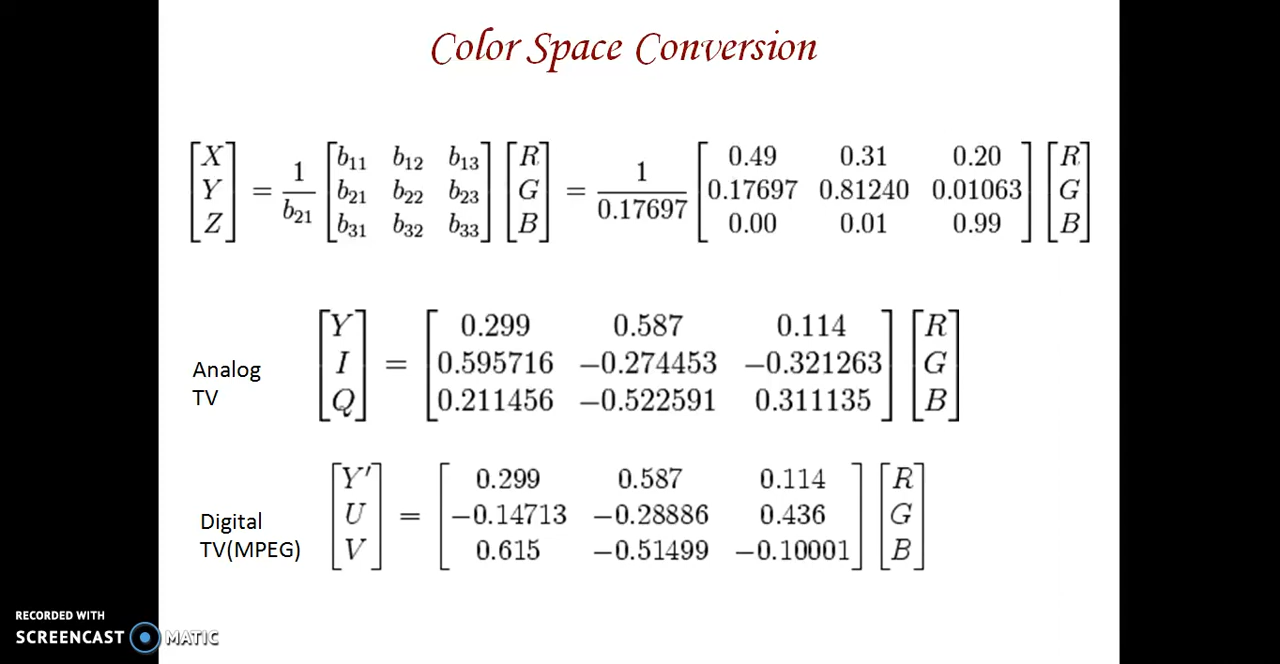 Color Space Conversion
[X Y Z] = 1/b21 [b11 b12 b13; b21 b22 b23; b31 b32 b33] [R G B] = 1/0.17697 [0.49 0.31 0.20; 0.17697 0.81240 0.01063; 0.00 0.01 0.99] [R G B]
Analog
TV
[Y I Q] = [0.299 0.587 0.114; 0.595716 −0.274453 −0.321263; 0.211456 −0.522591 0.311135] [R G B]
Digital
TV(MPEG)
[Y' U V] = [0.299 0.587 0.114; −0.14713 −0.28886 0.436; 0.615 −0.51499 −0.10001] [R G B]
RECORDED WITH
SCREENCAST MATIC